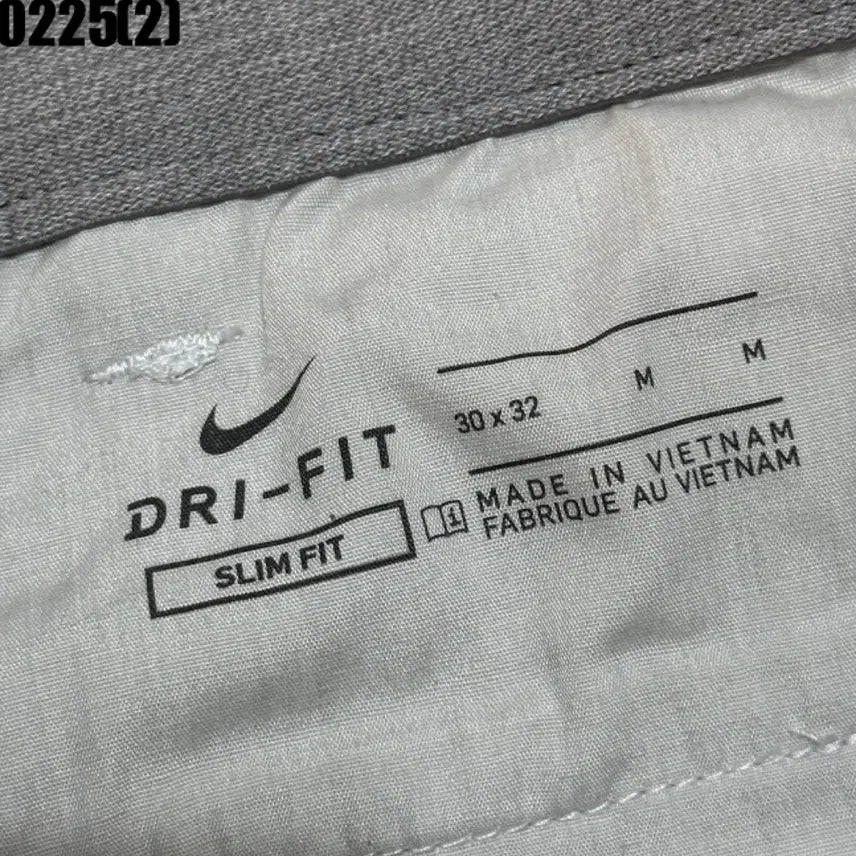 0225(2)
DRI-FIT
SLIM FIT
30 x 32 M M
MADE IN VIETNAM
FABRIQUE AU VIETNAM